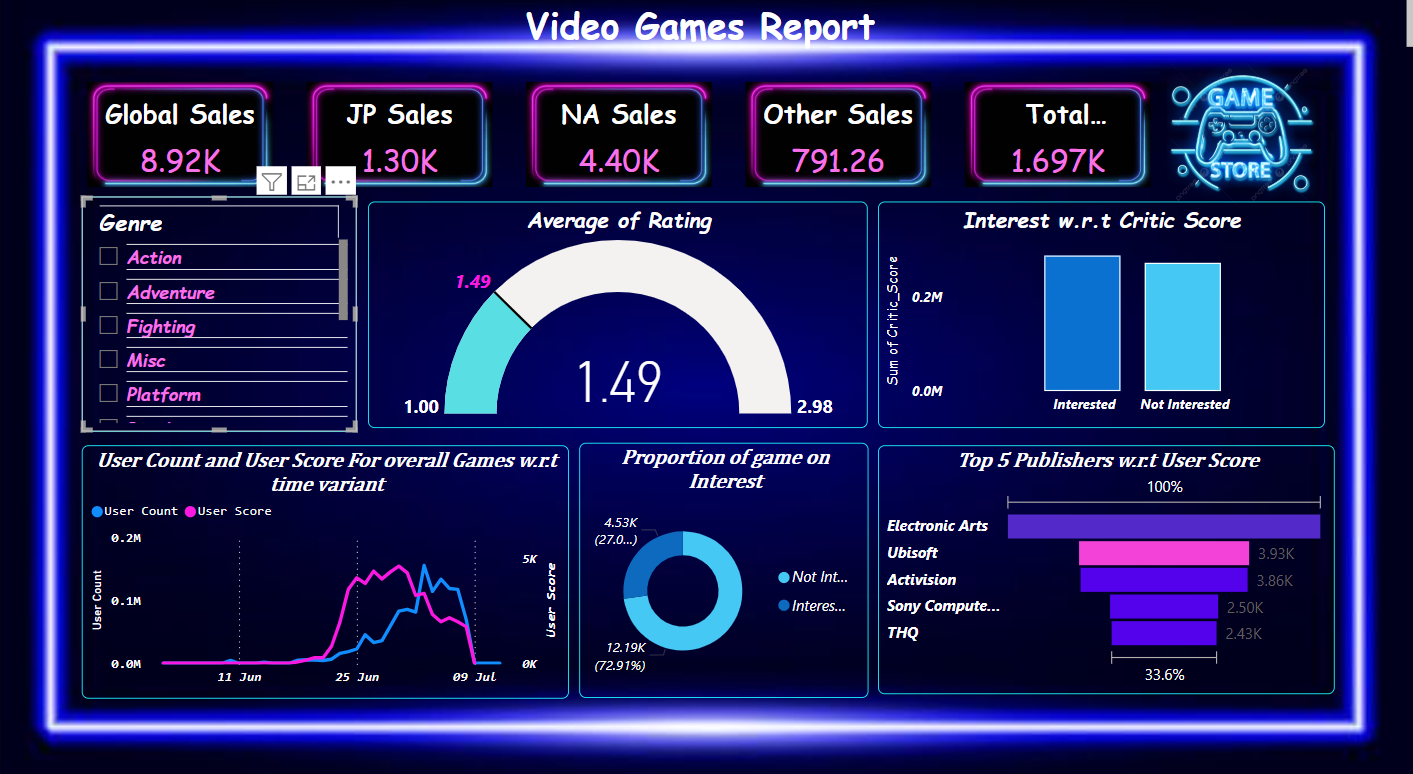 Video Games Report
Global Sales
8.92K
JP Sales
1.30K
NA Sales
4.40K
Other Sales
791.26
Total...
1.697K
GAME
STORE
Genre
Action
Adventure
Fighting
Misc
Platform
Average of Rating
1.49
1.49
1.00
2.98
Interest w.r.t Critic Score
Sum of Critic_Score
0.2M
0.0M
Interested
Not Interested
User Count and User Score For overall Games w.r.t
time variant
User Count
User Score
0.2M
0.1M
0.0M
User Count
5K
0K
User Score
11 Jun
25 Jun
09 Jul
Proportion of game on
Interest
4.53K
(27.0...)
12.19K
(72.91%)
Not Int...
Interes...
Top 5 Publishers w.r.t User Score
100%
Electronic Arts
Ubisoft
3.93K
Activision
3.86K
Sony Compute...
2.50K
THQ
2.43K
33.6%